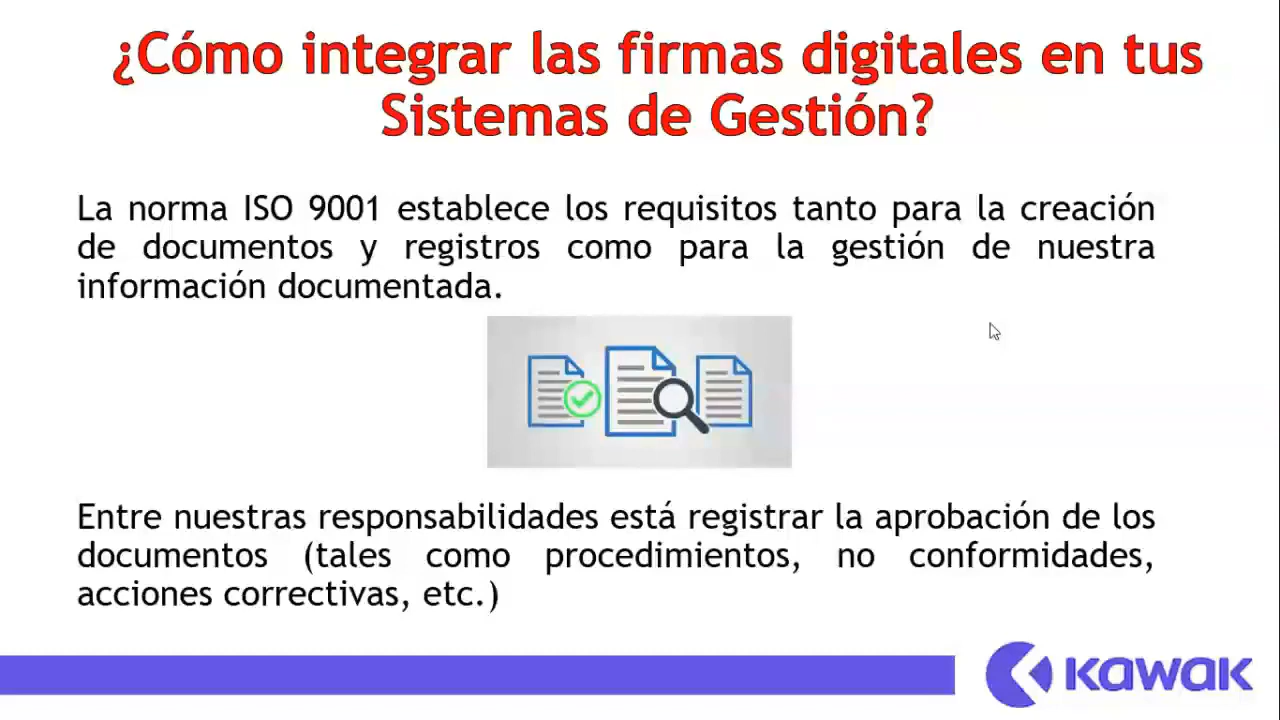 ¿Cómo integrar las firmas digitales en tus
Sistemas de Gestión?
La norma ISO 9001 establece los requisitos tanto para la creación
de documentos y registros como para la gestión de nuestra
información documentada.
Entre nuestras responsabilidades está registrar la aprobación de los
documentos (tales como procedimientos, no conformidades,
acciones correctivas, etc.)
KAWAK